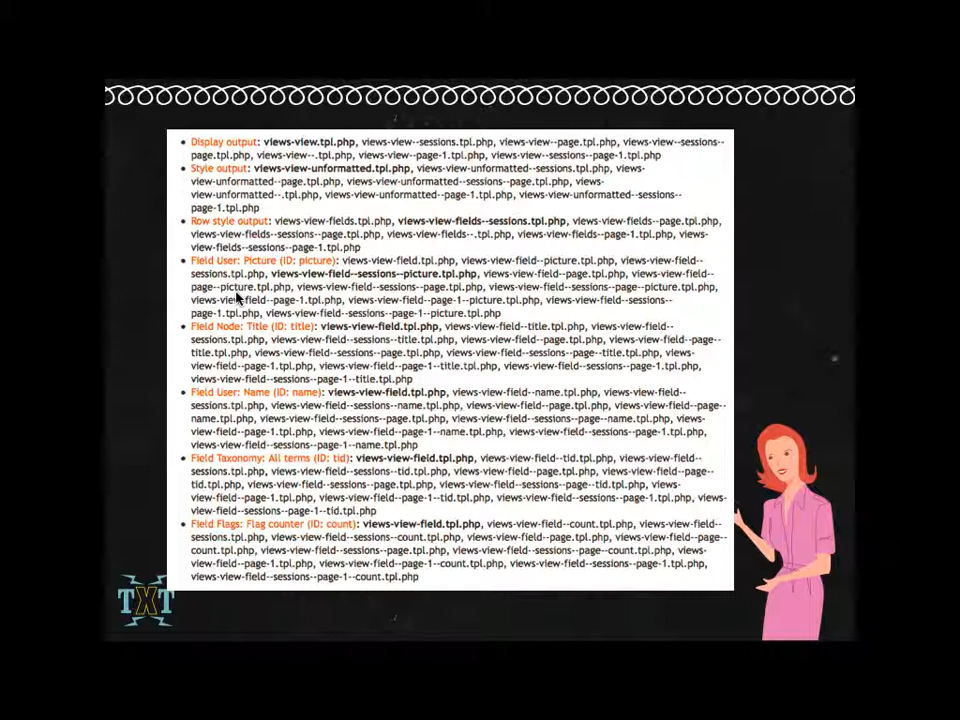 • Display output: views-view.tpl.php, views-view--sessions.tpl.php, views-view--page.tpl.php, views-view--sessions--
page.tpl.php, views-view--.tpl.php, views-view--page-1.tpl.php, views-view--sessions--page-1.tpl.php
• Style output: views-view-unformatted.tpl.php, views-view-unformatted--sessions.tpl.php, views-
view-unformatted--page.tpl.php, views-view-unformatted--sessions--page.tpl.php, views-
view-unformatted--.tpl.php, views-view-unformatted--page-1.tpl.php, views-view-unformatted--sessions--
page-1.tpl.php
• Row style output: views-view-fields.tpl.php, views-view-fields--sessions.tpl.php, views-view-fields--page.tpl.php,
views-view-fields--sessions--page.tpl.php, views-view-fields--.tpl.php, views-view-fields--page-1.tpl.php, views-
view-fields--sessions--page-1.tpl.php
• Field User: Picture (ID: picture): views-view-field.tpl.php, views-view-field--picture.tpl.php, views-view-field--
sessions.tpl.php, views-view-field--sessions--picture.tpl.php, views-view-field--page.tpl.php, views-view-field--
page--picture.tpl.php, views-view-field--sessions--page.tpl.php, views-view-field--sessions--page--picture.tpl.php,
views-view-field--page-1.tpl.php, views-view-field--page-1--picture.tpl.php, views-view-field--sessions--
page-1.tpl.php, views-view-field--sessions--page-1--picture.tpl.php
• Field Node: Title (ID: title): views-view-field.tpl.php, views-view-field--title.tpl.php, views-view-field--
sessions.tpl.php, views-view-field--sessions--title.tpl.php, views-view-field--page.tpl.php, views-view-field--page--
title.tpl.php, views-view-field--sessions--page.tpl.php, views-view-field--sessions--page--title.tpl.php, views-
view-field--page-1.tpl.php, views-view-field--page-1--title.tpl.php, views-view-field--sessions--page-1.tpl.php,
views-view-field--sessions--page-1--title.tpl.php
• Field User: Name (ID: name): views-view-field.tpl.php, views-view-field--name.tpl.php, views-view-field--
sessions.tpl.php, views-view-field--sessions--name.tpl.php, views-view-field--page.tpl.php, views-view-field--page--
name.tpl.php, views-view-field--sessions--page.tpl.php, views-view-field--sessions--page--name.tpl.php, views-
view-field--page-1.tpl.php, views-view-field--page-1--name.tpl.php, views-view-field--sessions--page-1.tpl.php,
views-view-field--sessions--page-1--name.tpl.php
• Field Taxonomy: All terms (ID: tid): views-view-field.tpl.php, views-view-field--tid.tpl.php, views-view-field--
sessions.tpl.php, views-view-field--sessions--tid.tpl.php, views-view-field--page.tpl.php, views-view-field--page--
tid.tpl.php, views-view-field--sessions--page.tpl.php, views-view-field--sessions--page--tid.tpl.php, views-
view-field--page-1.tpl.php, views-view-field--page-1--tid.tpl.php, views-view-field--sessions--page-1.tpl.php, views-
view-field--sessions--page-1--tid.tpl.php
• Field Flags: Flag counter (ID: count): views-view-field.tpl.php, views-view-field--count.tpl.php, views-view-field--
sessions.tpl.php, views-view-field--sessions--count.tpl.php, views-view-field--page.tpl.php, views-view-field--page--
count.tpl.php, views-view-field--sessions--page.tpl.php, views-view-field--sessions--page--count.tpl.php, views-
view-field--page-1.tpl.php, views-view-field--page-1--count.tpl.php, views-view-field--sessions--page-1.tpl.php,
views-view-field--sessions--page-1--count.tpl.php
TXT